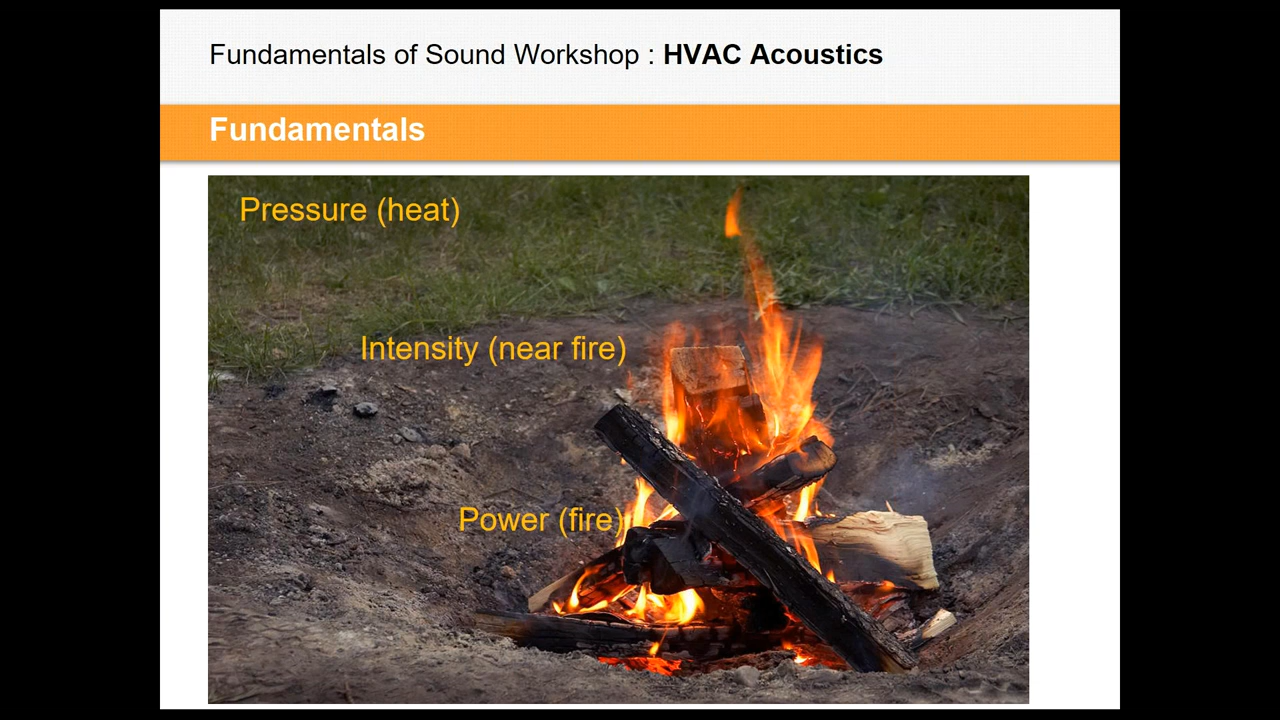 Fundamentals of Sound Workshop : HVAC Acoustics
Fundamentals
Pressure (heat)
Intensity (near fire)
Power (fire)